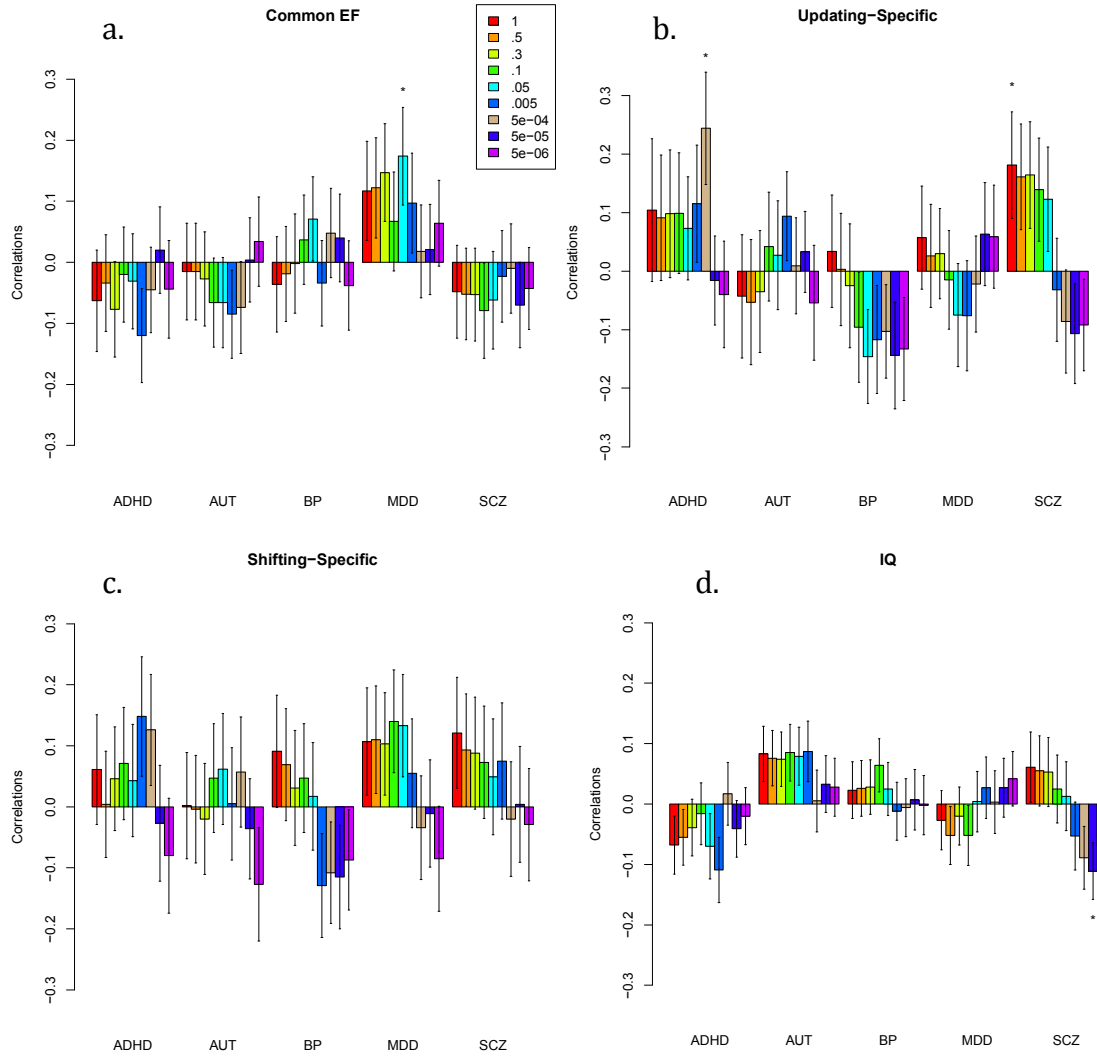 Common EF
a.
1
.5
.3
.1
.05
.005
5e−04
5e−05
5e−06
*
Correlations
0.3
0.2
0.1
0.0
−0.1
−0.2
−0.3
ADHD AUT BP MDD SCZ
Updating−Specific
b.
*
*
Correlations
0.3
0.2
0.1
0.0
−0.1
−0.2
−0.3
ADHD AUT BP MDD SCZ
Shifting−Specific
c.
Correlations
0.3
0.2
0.1
0.0
−0.1
−0.2
−0.3
ADHD AUT BP MDD SCZ
IQ
d.
Correlations
0.3
0.2
0.1
0.0
−0.1
−0.2
−0.3
*
ADHD AUT BP MDD SCZ